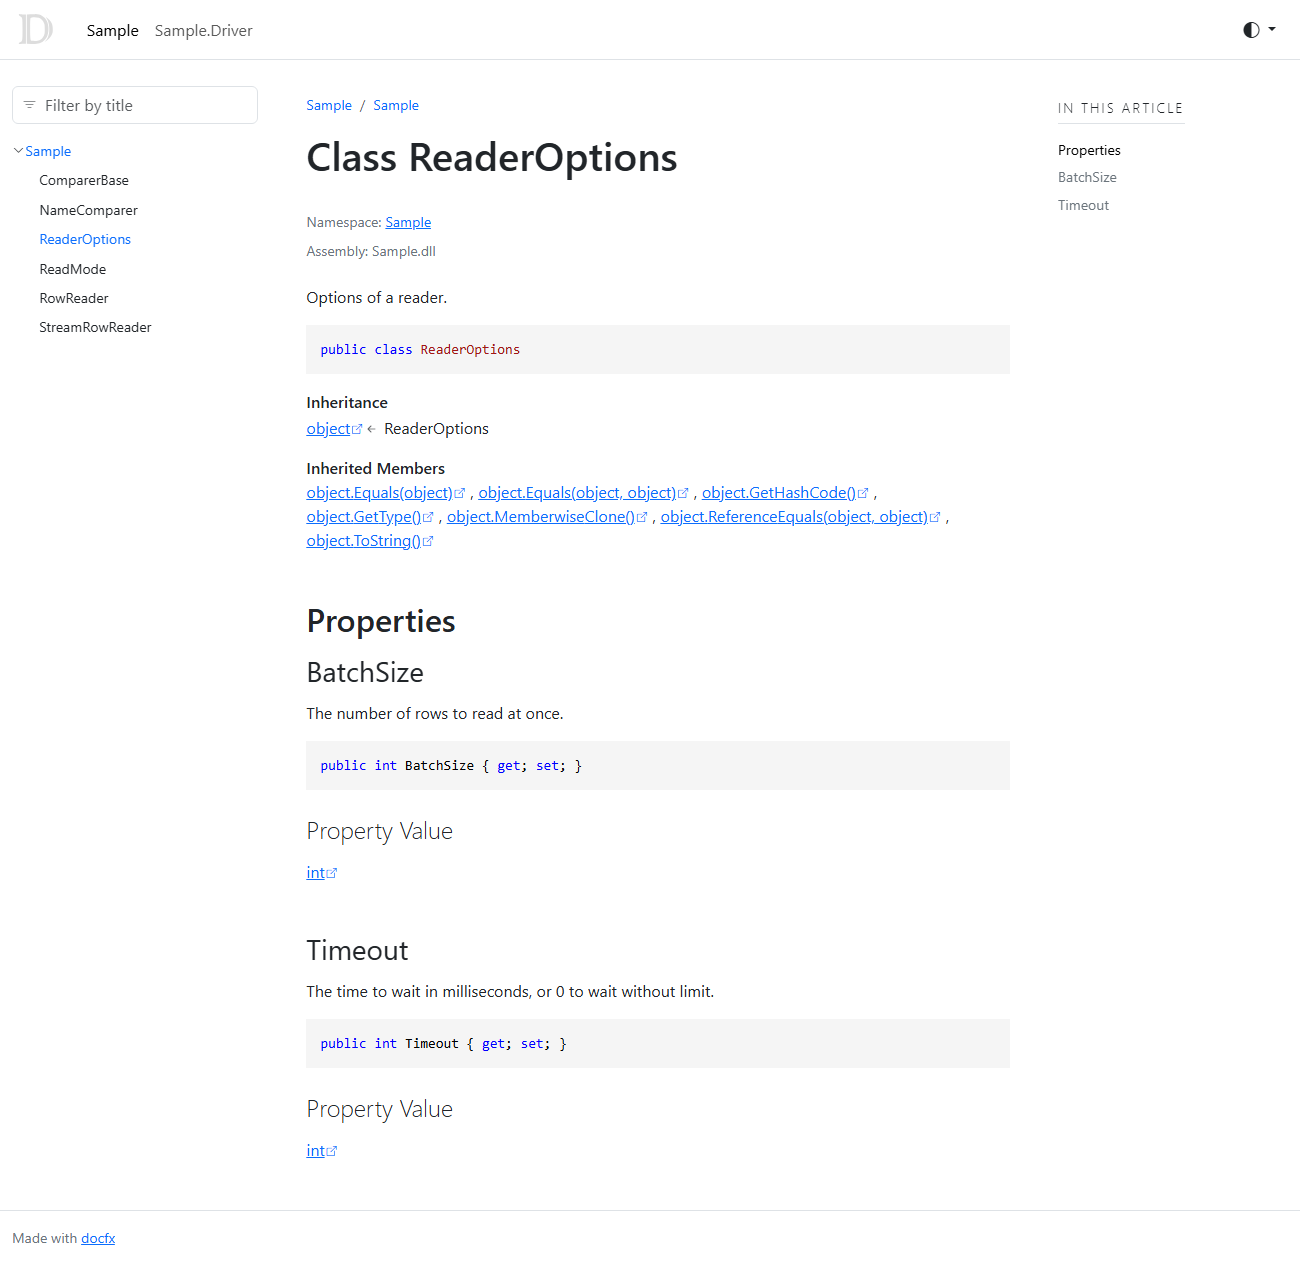 D
Sample Sample.Driver
Filter by title
Sample
ComparerBase
NameComparer
ReaderOptions
ReadMode
RowReader
StreamRowReader
Sample / Sample
Class ReaderOptions
Namespace: Sample
Assembly: Sample.dll
Options of a reader.
public class ReaderOptions
Inheritance
object ← ReaderOptions
Inherited Members
object.Equals(object) , object.Equals(object, object) , object.GetHashCode() ,
object.GetType() , object.MemberwiseClone() , object.ReferenceEquals(object, object) ,
object.ToString()
Properties
BatchSize
The number of rows to read at once.
public int BatchSize { get; set; }
Property Value
int
Timeout
The time to wait in milliseconds, or 0 to wait without limit.
public int Timeout { get; set; }
Property Value
int
IN THIS ARTICLE
Properties
BatchSize
Timeout
Made with docfx